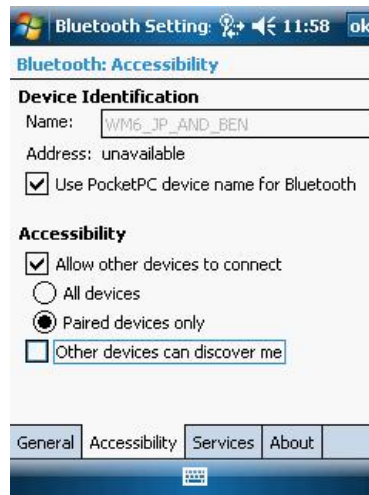 Bluetooth Setting: 11:58 ok
Bluetooth: Accessibility
Device Identification
Name: WM6_JP_AND_BEN
Address: unavailable
Use PocketPC device name for Bluetooth
Accessibility
Allow other devices to connect
All devices
Paired devices only
Other devices can discover me
General Accessibility Services About